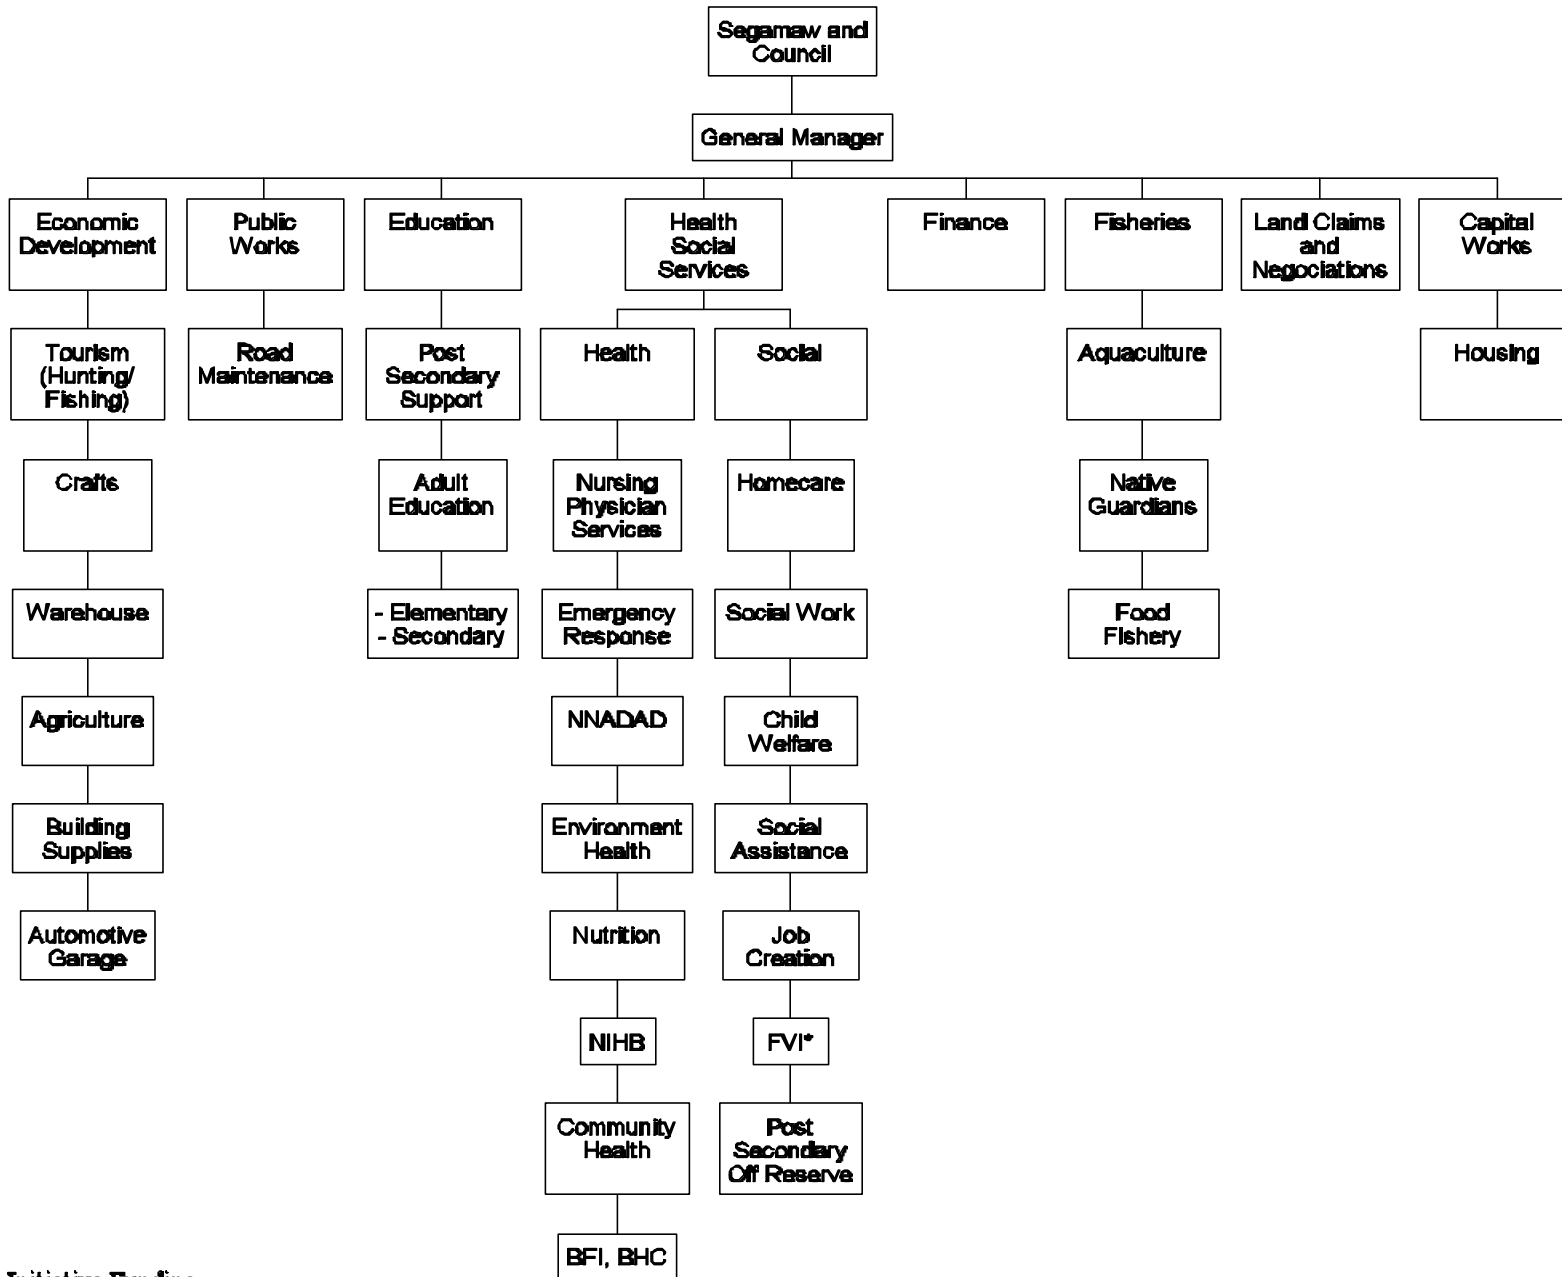 Segamaw and
Council
General Manager
Economic
Development
Public
Works
Education
Health
Social
Services
Finance
Fisheries
Land Claims
and
Negociations
Capital
Works
Tourism
(Hunting/
Fishing)
Road
Maintenance
Post
Secondary
Support
Health
Social
Aquaculture
Housing
Crafts
Adult
Education
Nursing
Physician
Services
Homecare
Native
Guardians
Warehouse
- Elementary
- Secondary
Emergency
Response
Social Work
Food
Fishery
Agriculture
NNADAD
Child
Welfare
Building
Supplies
Environment
Health
Social
Assistance
Automotive
Garage
Nutrition
Job
Creation
NIHB
FVI*
Community
Health
Post
Secondary
Off Reserve
BFI, BHC
Initiative Funding